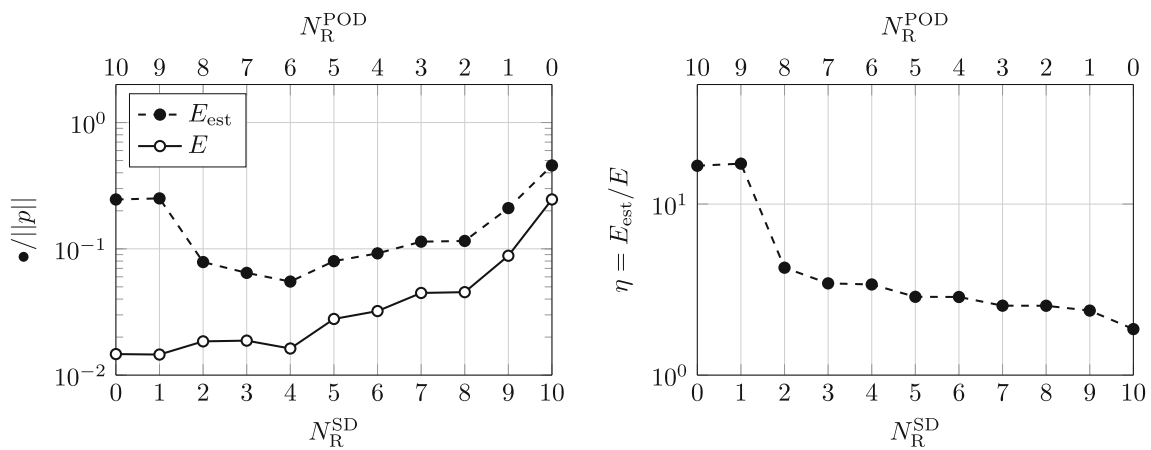 N_R^POD
10 9 8 7 6 5 4 3 2 1 0
10^0
10^−1
10^−2
●/||p||
E_est
E
0 1 2 3 4 5 6 7 8 9 10
N_R^SD
N_R^POD
10 9 8 7 6 5 4 3 2 1 0
10^1
10^0
η = E_est/E
0 1 2 3 4 5 6 7 8 9 10
N_R^SD